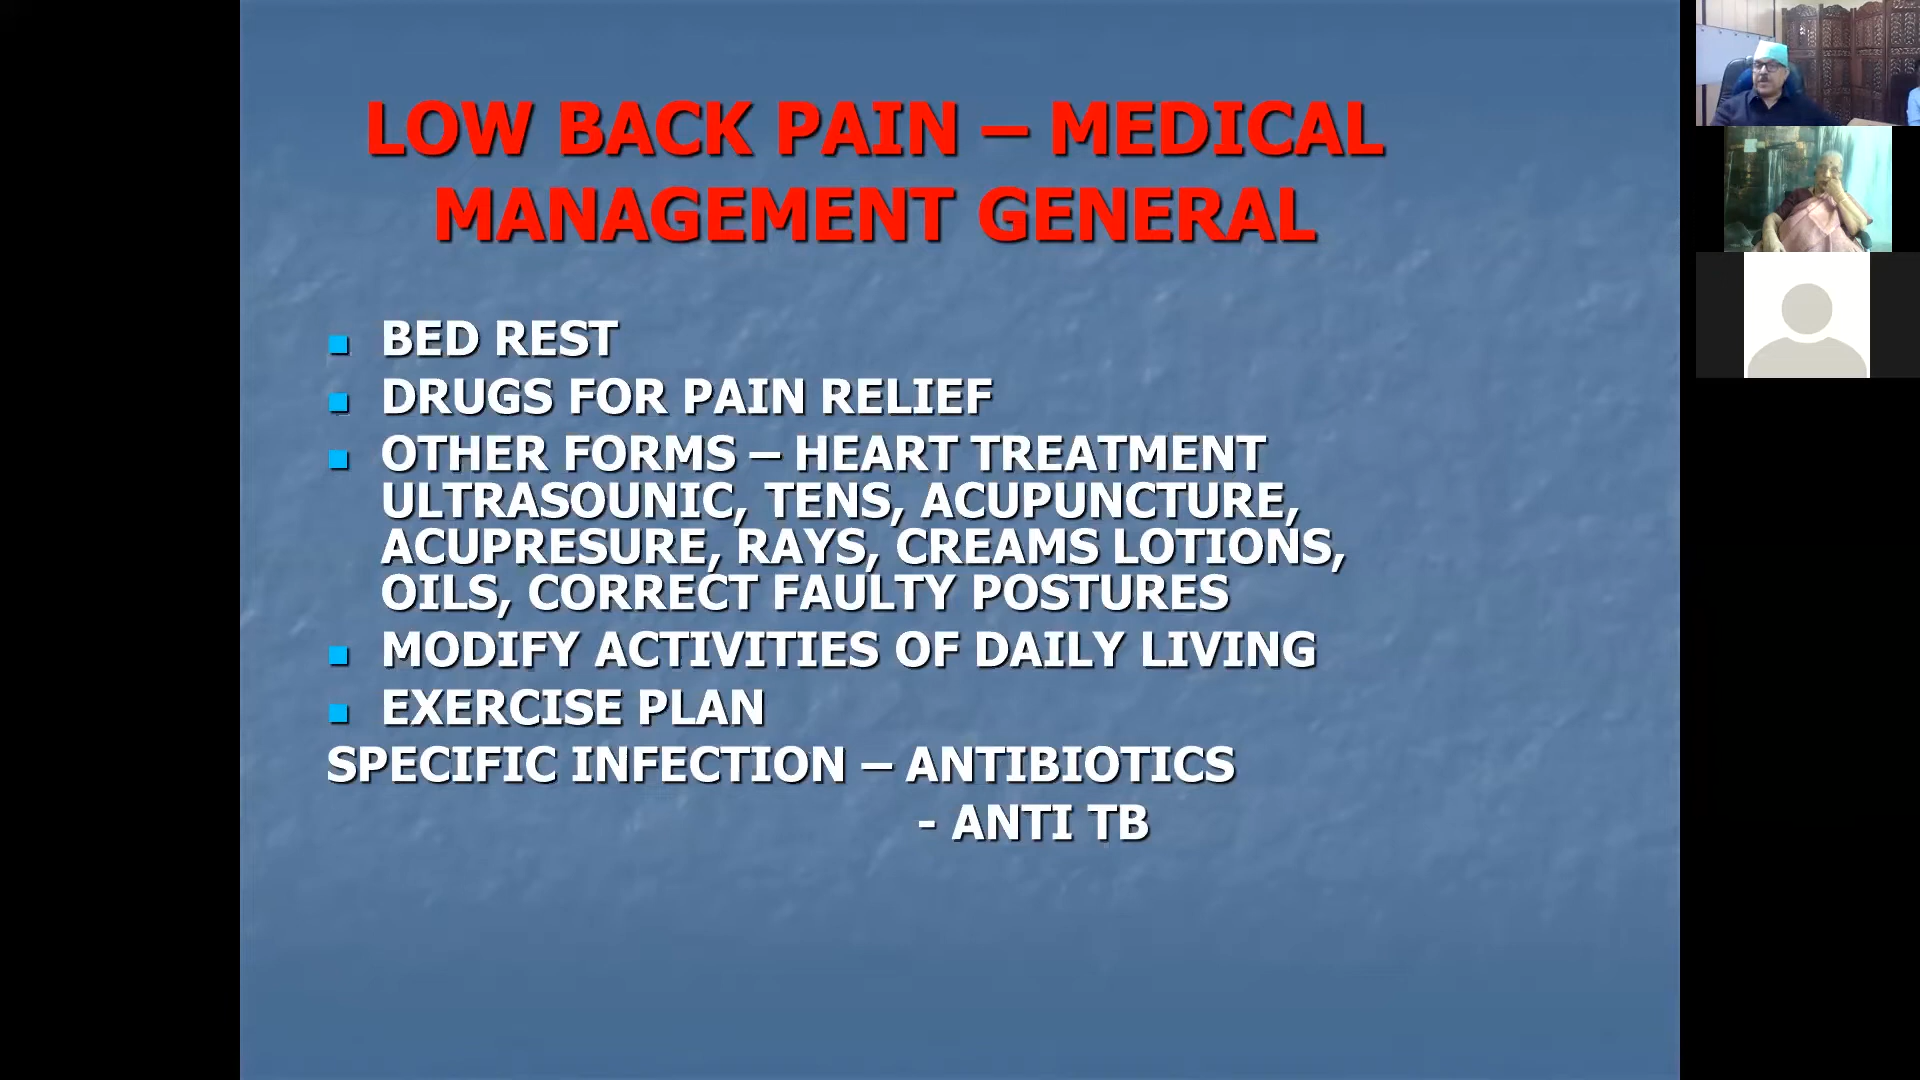 LOW BACK PAIN – MEDICAL
MANAGEMENT GENERAL
BED REST
DRUGS FOR PAIN RELIEF
OTHER FORMS – HEART TREATMENT
ULTRASOUNIC, TENS, ACUPUNCTURE,
ACUPRESURE, RAYS, CREAMS LOTIONS,
OILS, CORRECT FAULTY POSTURES
MODIFY ACTIVITIES OF DAILY LIVING
EXERCISE PLAN
SPECIFIC INFECTION – ANTIBIOTICS
- ANTI TB